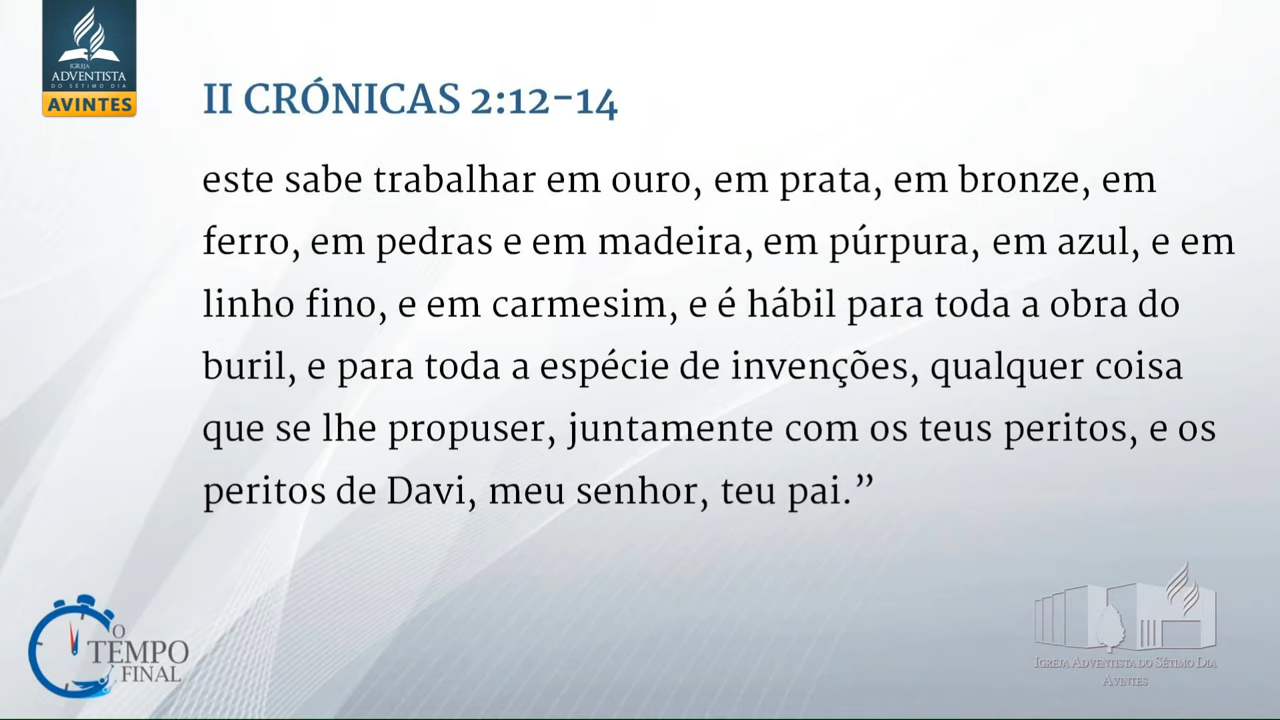 IGREJA
ADVENTISTA
DO SÉTIMO DIA
AVINTES
II CRÓNICAS 2:12-14
este sabe trabalhar em ouro, em prata, em bronze, em
ferro, em pedras e em madeira, em púrpura, em azul, e em
linho fino, e em carmesim, e é hábil para toda a obra do
buril, e para toda a espécie de invenções, qualquer coisa
que se lhe propuser, juntamente com os teus peritos, e os
peritos de Davi, meu senhor, teu pai.”
O
TEMPO
FINAL
IGREJA ADVENTISTA DO SÉTIMO DIA
AVINTES